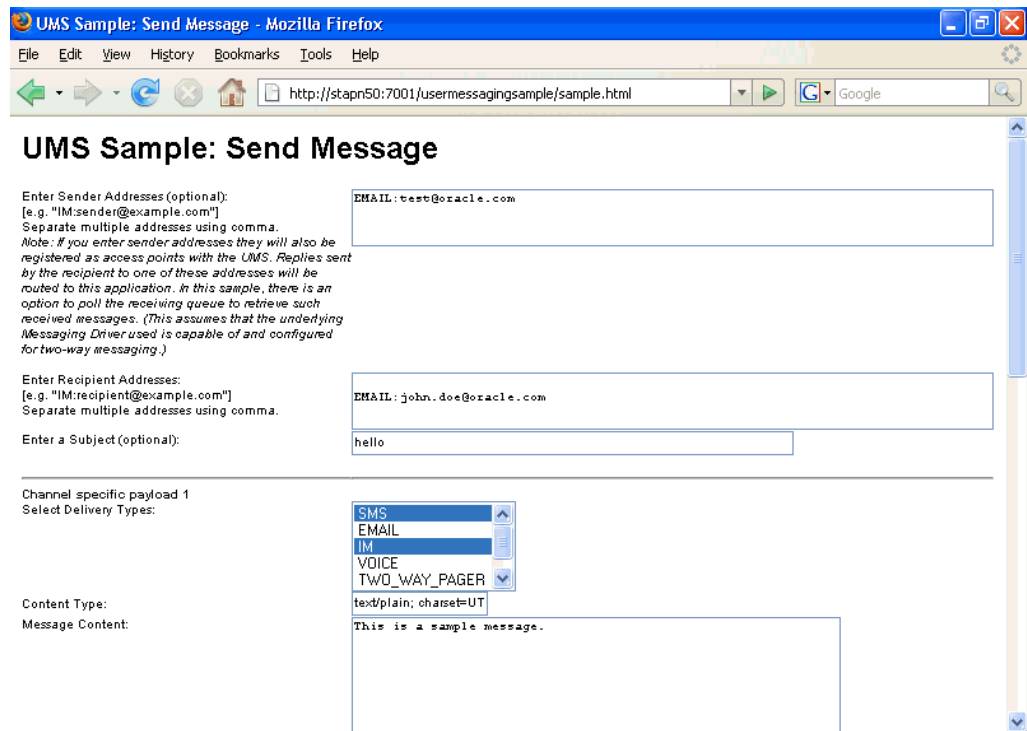 UMS Sample: Send Message - Mozilla Firefox
File Edit View History Bookmarks Tools Help
http://stapn50:7001/usermessagingsample/sample.html
G Google
UMS Sample: Send Message
Enter Sender Addresses (optional):
[e.g. "IM:sender@example.com"]
Separate multiple addresses using comma.
Note: If you enter sender addresses they will also be
registered as access points with the UMS. Replies sent
by the recipient to one of these addresses will be
routed to this application. In this sample, there is an
option to poll the receiving queue to retrieve such
received messages. (This assumes that the underlying
Messaging Driver used is capable of and configured
for two-way messaging.)
EMAIL:test@oracle.com
Enter Recipient Addresses:
[e.g. "IM:recipient@example.com"]
Separate multiple addresses using comma.
EMAIL:john.doe@oracle.com
Enter a Subject (optional):
hello
Channel specific payload 1
Select Delivery Types:
SMS
EMAIL
IM
VOICE
TWO_WAY_PAGER
Content Type:
text/plain; charset=UT
Message Content:
This is a sample message.